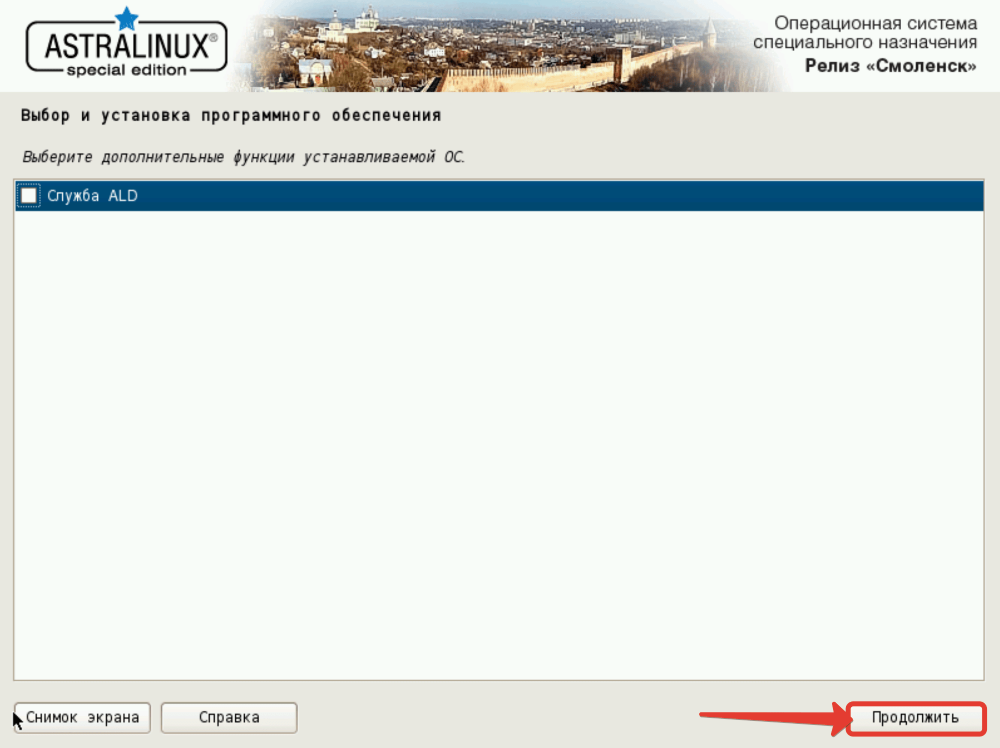 ASTRALINUX®
special edition
Операционная система
специального назначения
Релиз «Смоленск»
Выбор и установка программного обеспечения
Выберите дополнительные функции устанавливаемой ОС.
Служба ALD
Снимок экрана
Справка
Продолжить